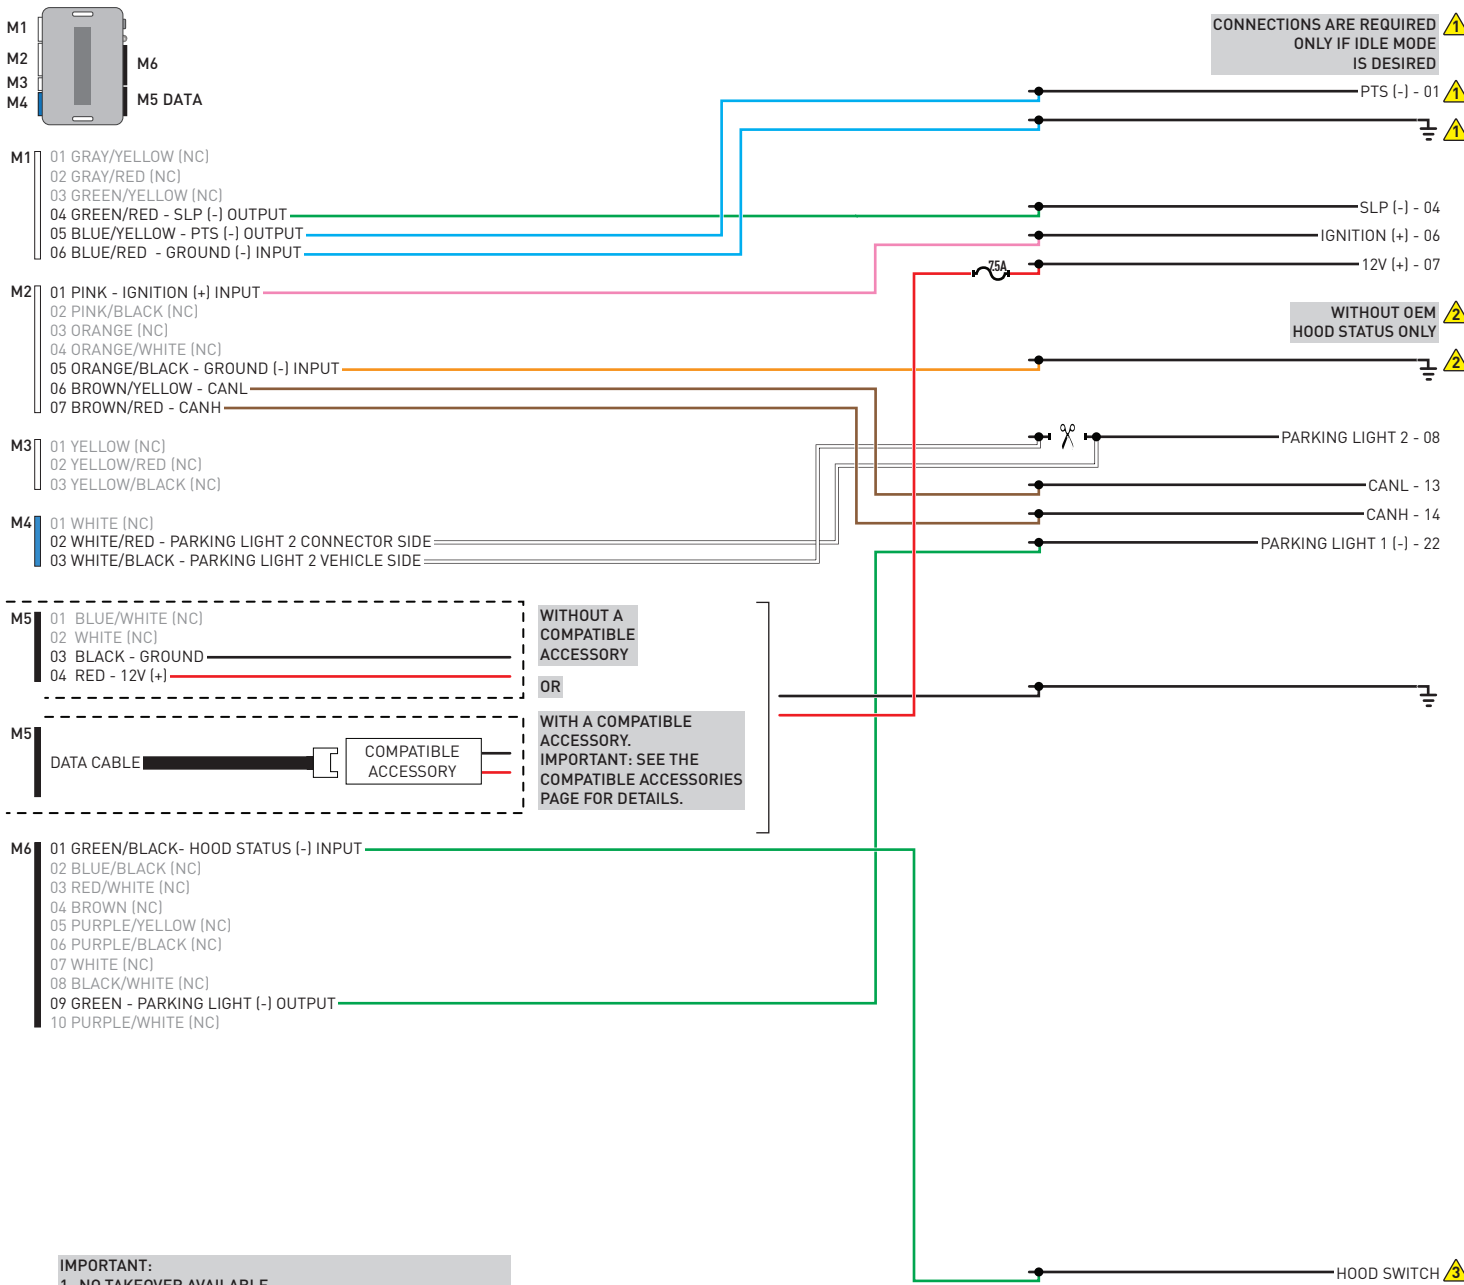 M1
M2
M3
M4
M6
M5 DATA
CONNECTIONS ARE REQUIRED
ONLY IF IDLE MODE
IS DESIRED
1
PTS (-) - 01
1
1
M1
01 GRAY/YELLOW (NC)
02 GRAY/RED (NC)
03 GREEN/YELLOW (NC)
04 GREEN/RED - SLP (-) OUTPUT
05 BLUE/YELLOW - PTS (-) OUTPUT
06 BLUE/RED - GROUND (-) INPUT
SLP (-) - 04
IGNITION (+) - 06
7.5A
12V (+) - 07
M2
01 PINK - IGNITION (+) INPUT
02 PINK/BLACK (NC)
03 ORANGE (NC)
04 ORANGE/WHITE (NC)
05 ORANGE/BLACK - GROUND (-) INPUT
06 BROWN/YELLOW - CANL
07 BROWN/RED - CANH
WITHOUT OEM
HOOD STATUS ONLY
2
2
M3
01 YELLOW (NC)
02 YELLOW/RED (NC)
03 YELLOW/BLACK (NC)
PARKING LIGHT 2 - 08
CANL - 13
CANH - 14
PARKING LIGHT 1 (-) - 22
M4
01 WHITE (NC)
02 WHITE/RED - PARKING LIGHT 2 CONNECTOR SIDE
03 WHITE/BLACK - PARKING LIGHT 2 VEHICLE SIDE
M5
01 BLUE/WHITE (NC)
02 WHITE (NC)
03 BLACK - GROUND
04 RED - 12V (+)
WITHOUT A
COMPATIBLE
ACCESSORY
OR
M5
DATA CABLE
COMPATIBLE
ACCESSORY
WITH A COMPATIBLE
ACCESSORY.
IMPORTANT: SEE THE
COMPATIBLE ACCESSORIES
PAGE FOR DETAILS.
M6
01 GREEN/BLACK- HOOD STATUS (-) INPUT
02 BLUE/BLACK (NC)
03 RED/WHITE (NC)
04 BROWN (NC)
05 PURPLE/YELLOW (NC)
06 PURPLE/BLACK (NC)
07 WHITE (NC)
08 BLACK/WHITE (NC)
09 GREEN - PARKING LIGHT (-) OUTPUT
10 PURPLE/WHITE (NC)
IMPORTANT:
1- NO TAKEOVER AVAILABLE
HOOD SWITCH
3